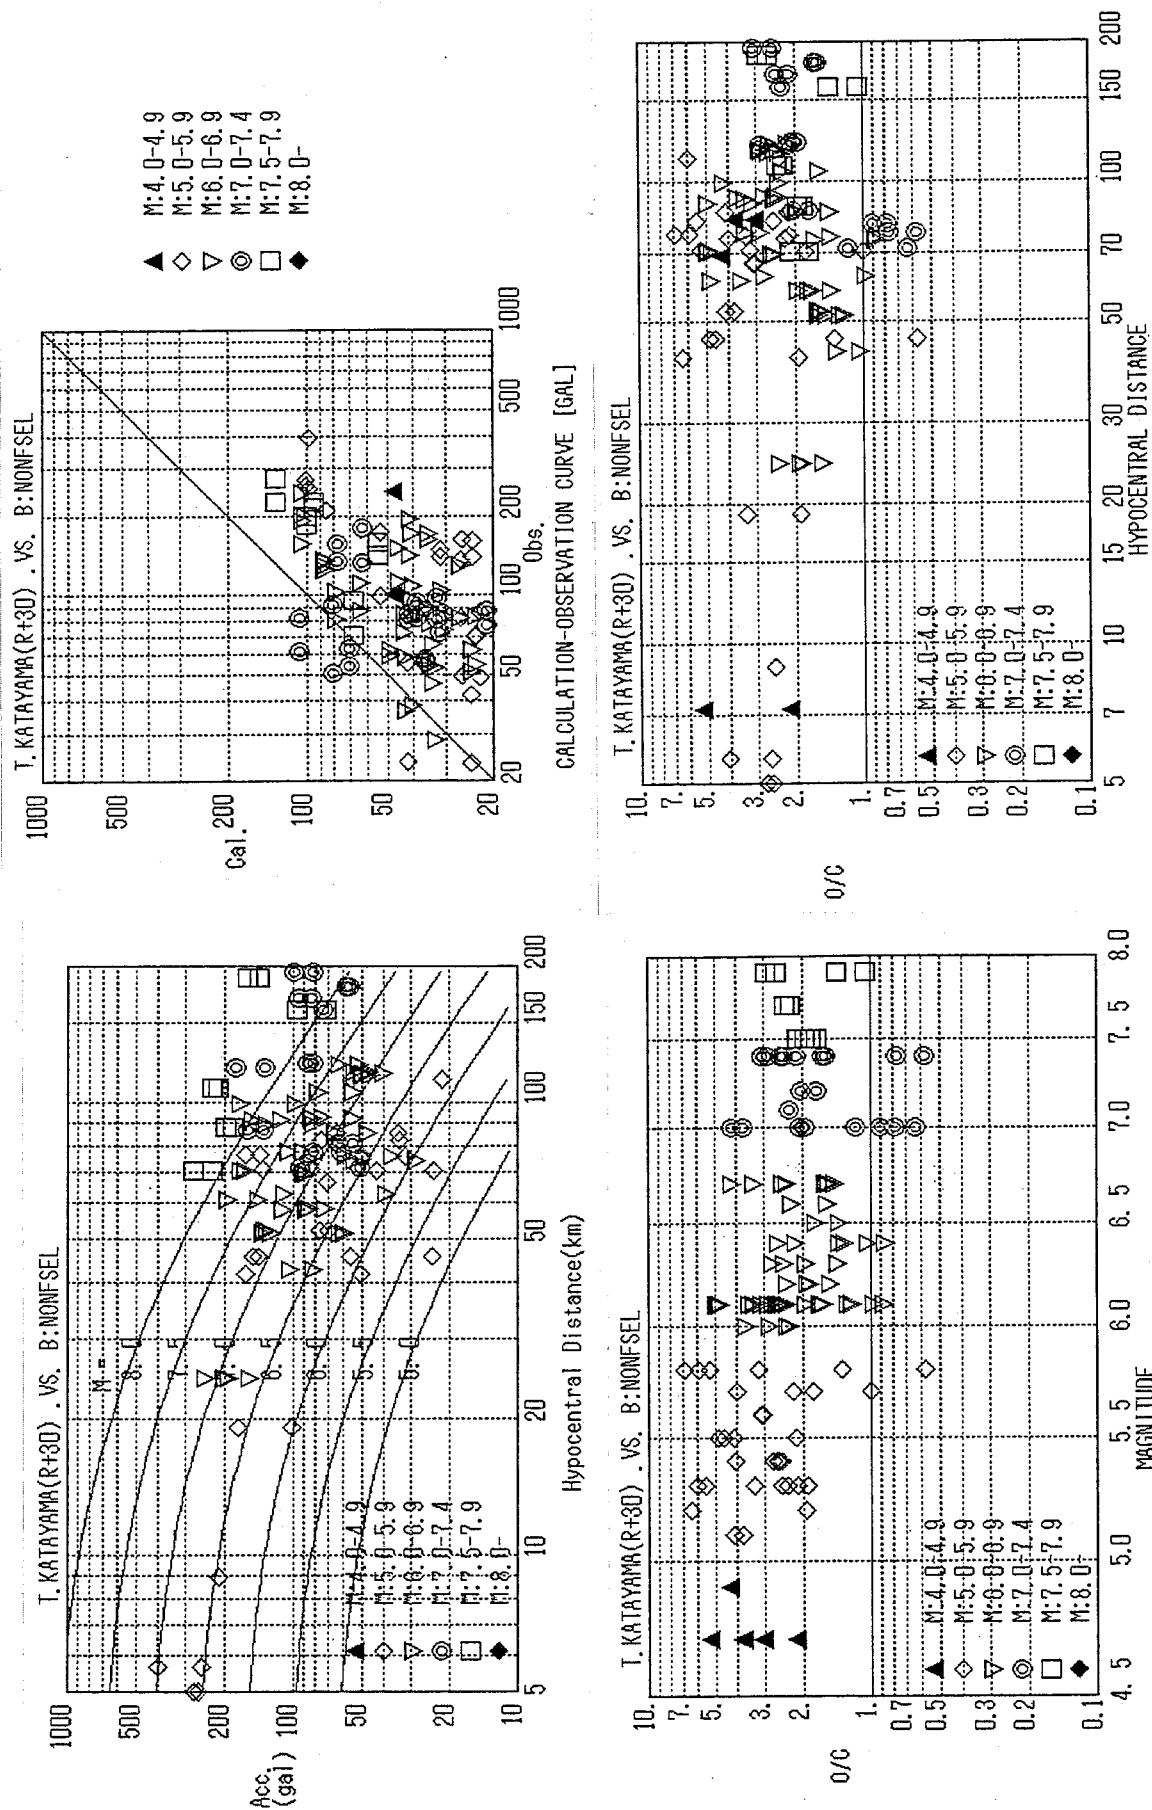 T.KATAYAMA(R+30) .VS. B:NONFSEL
1000
500
200
100
50
20
10
Acc.
(gal)
M=
8.0
7.5
7.0
6.5
6.0
5.5
5.0
M:4.0-4.9
M:5.0-5.9
M:6.0-6.9
M:7.0-7.4
M:7.5-7.9
M:8.0-
5
10
20
50
100
150
200
Hypocentral Distance(km)
T.KATAYAMA(R+30) .VS. B:NONFSEL
1000
500
200
100
50
20
Cal.
20
50
100
200
500
1000
Obs.
CALCULATION-OBSERVATION CURVE [GAL]
M:4.0-4.9
M:5.0-5.9
M:6.0-6.9
M:7.0-7.4
M:7.5-7.9
M:8.0-
T.KATAYAMA(R+30) .VS. B:NONFSEL
10.
7.
5.
3.
2.
1.
0.7
0.5
0.3
0.2
0.1
O/C
M:4.0-4.9
M:5.0-5.9
M:6.0-6.9
M:7.0-7.4
M:7.5-7.9
M:8.0-
4.5
5.0
5.5
6.0
6.5
7.0
7.5
8.0
MAGNITUDE
T.KATAYAMA(R+30) .VS. B:NONFSEL
10.
7.
5.
3.
2.
1.
0.7
0.5
0.3
0.2
0.1
O/C
M:4.0-4.9
M:5.0-5.9
M:6.0-6.9
M:7.0-7.4
M:7.5-7.9
M:8.0-
5
7
10
15
20
30
50
70
100
150
200
HYPOCENTRAL DISTANCE